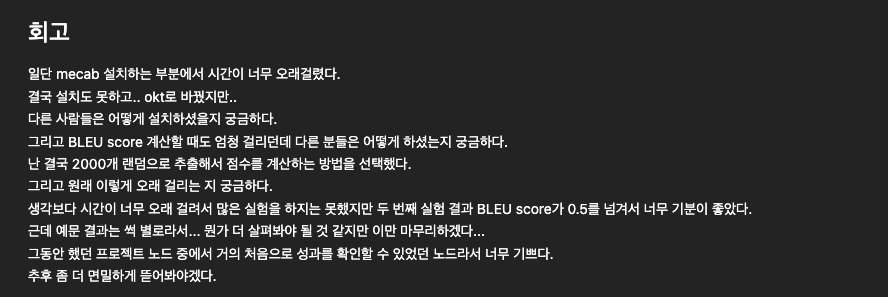 회고
일단 mecab 설치하는 부분에서 시간이 너무 오래걸렸다.
결국 설치도 못하고.. okt로 바꿨지만..
다른 사람들은 어떻게 설치하셨을지 궁금하다.
그리고 BLEU score 계산할 때도 엄청 걸리던데 다른 분들은 어떻게 하셨는지 궁금하다.
난 결국 2000개 랜덤으로 추출해서 점수를 계산하는 방법을 선택했다.
그리고 원래 이렇게 오래 걸리는 지 궁금하다.
생각보다 시간이 너무 오래 걸려서 많은 실험을 하지는 못했지만 두 번째 실험 결과 BLEU score가 0.5를 넘겨서 너무 기분이 좋았다.
근데 예문 결과는 썩 별로라서... 뭔가 더 살펴봐야 될 것 같지만 이만 마무리하겠다...
그동안 했던 프로젝트 노드 중에서 거의 처음으로 성과를 확인할 수 있었던 노드라서 너무 기쁘다.
추후 좀 더 면밀하게 뜯어봐야겠다.